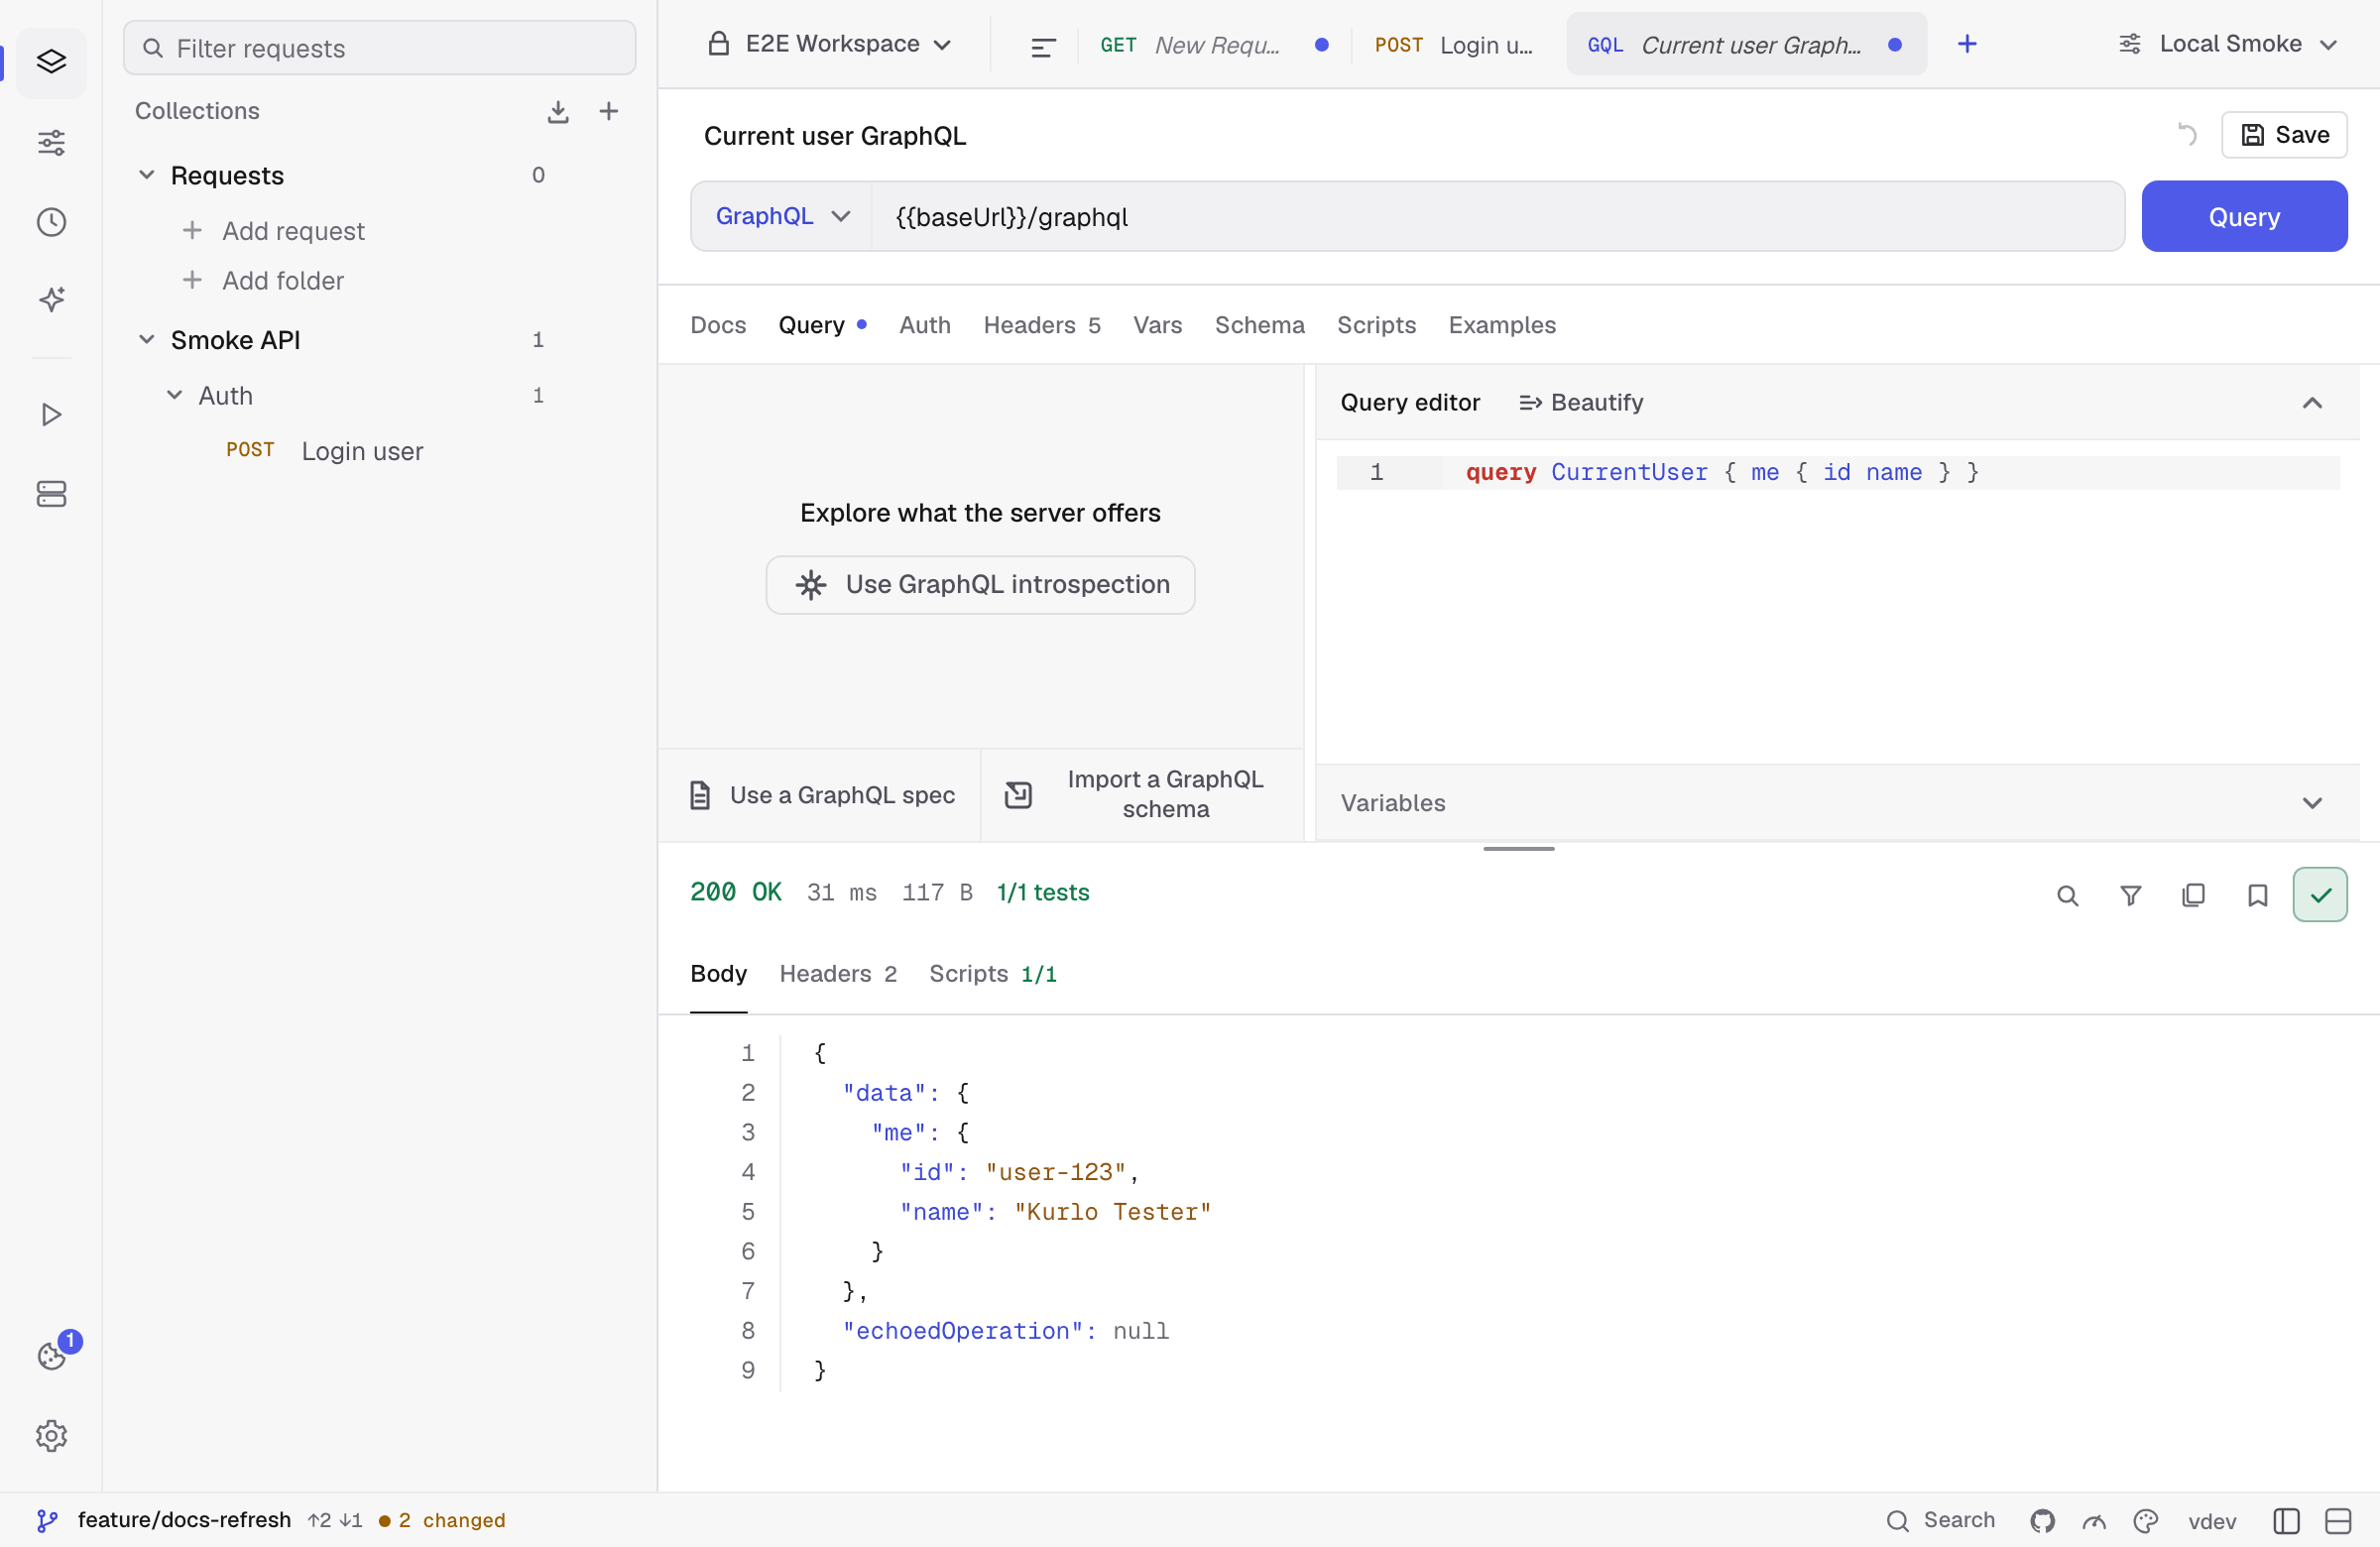 Filter requests
Collections
Requests 0
Add request
Add folder
Smoke API 1
Auth 1
POST Login user
1
feature/docs-refresh ↑2 ↓1 2 changed
E2E Workspace
GET New Requ...
POST Login u...
GQL Current user Graph...
Local Smoke
Current user GraphQL
Save
GraphQL {{baseUrl}}/graphql
Query
Docs Query Auth Headers 5 Vars Schema Scripts Examples
Explore what the server offers
Use GraphQL introspection
Use a GraphQL spec
Import a GraphQL
schema
Query editor Beautify
1 query CurrentUser { me { id name } }
Variables
200 OK 31 ms 117 B 1/1 tests
Body Headers 2 Scripts 1/1
1 {
2 "data": {
3 "me": {
4 "id": "user-123",
5 "name": "Kurlo Tester"
6 }
7 },
8 "echoedOperation": null
9 }
Search
vdev